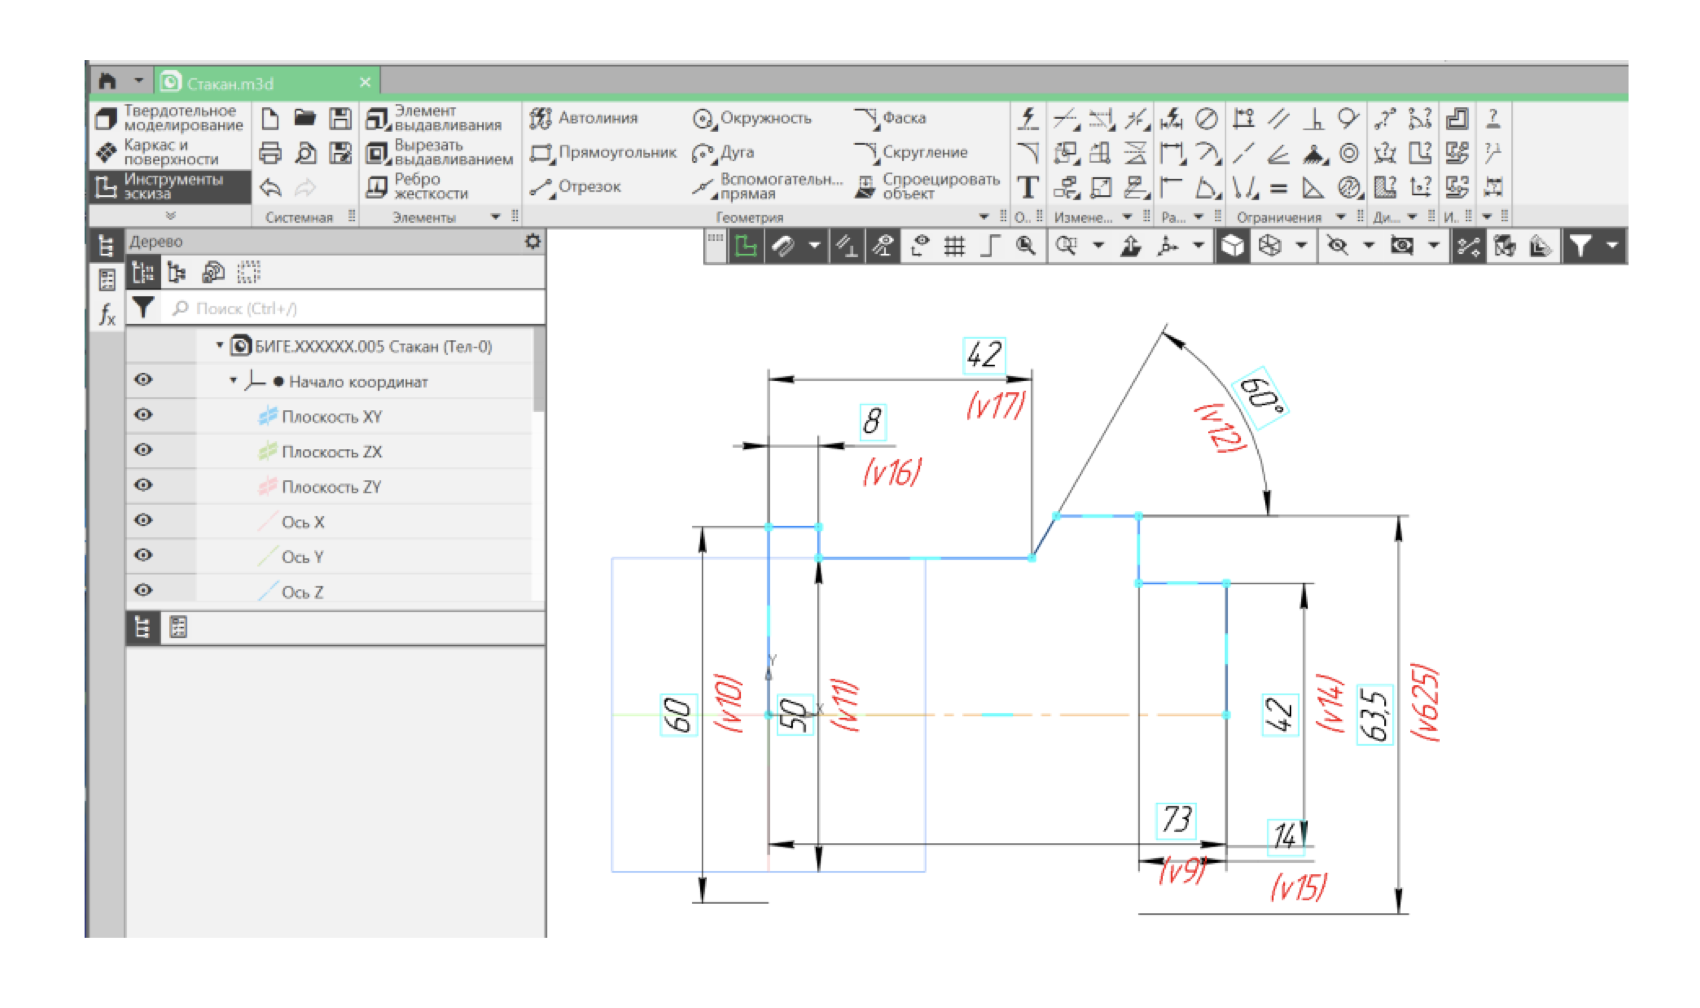 Стакан.m3d
Твердотельное
моделирование
Каркас и
поверхности
Инструменты
эскиза
Системная
Элемент
выдавливания
Вырезать
выдавливанием
Ребро
жесткости
Элементы
Автолиния
Прямоугольник
Отрезок
Окружность
Дуга
Вспомогательн...
прямая
Фаска
Скругление
Спроецировать
объект
Геометрия
О..
Измене...
Ра...
Ограничения
Ди...
И..
Дерево
Поиск (Ctrl+/)
БИГЕ.XXXXXX.005 Стакан (Тел-0)
Начало координат
Плоскость XY
Плоскость ZX
Плоскость ZY
Ось X
Ось Y
Ось Z
42
(v17)
8
(v16)
60°
(v12)
60
(v10)
50
(v11)
Y
X
42
(v14)
63,5
(v625)
73
(v9)
14
(v15)